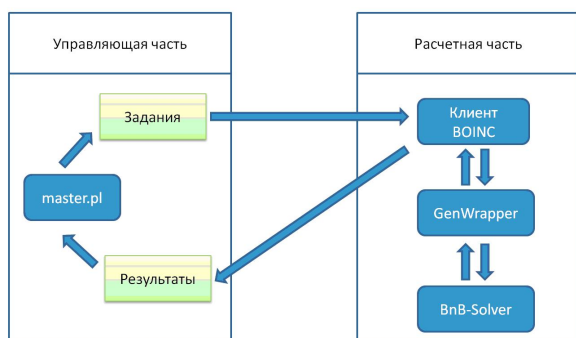 Управляющая часть
Расчетная часть
Задания
Клиент
BOINC
master.pl
GenWrapper
Результаты
BnB-Solver